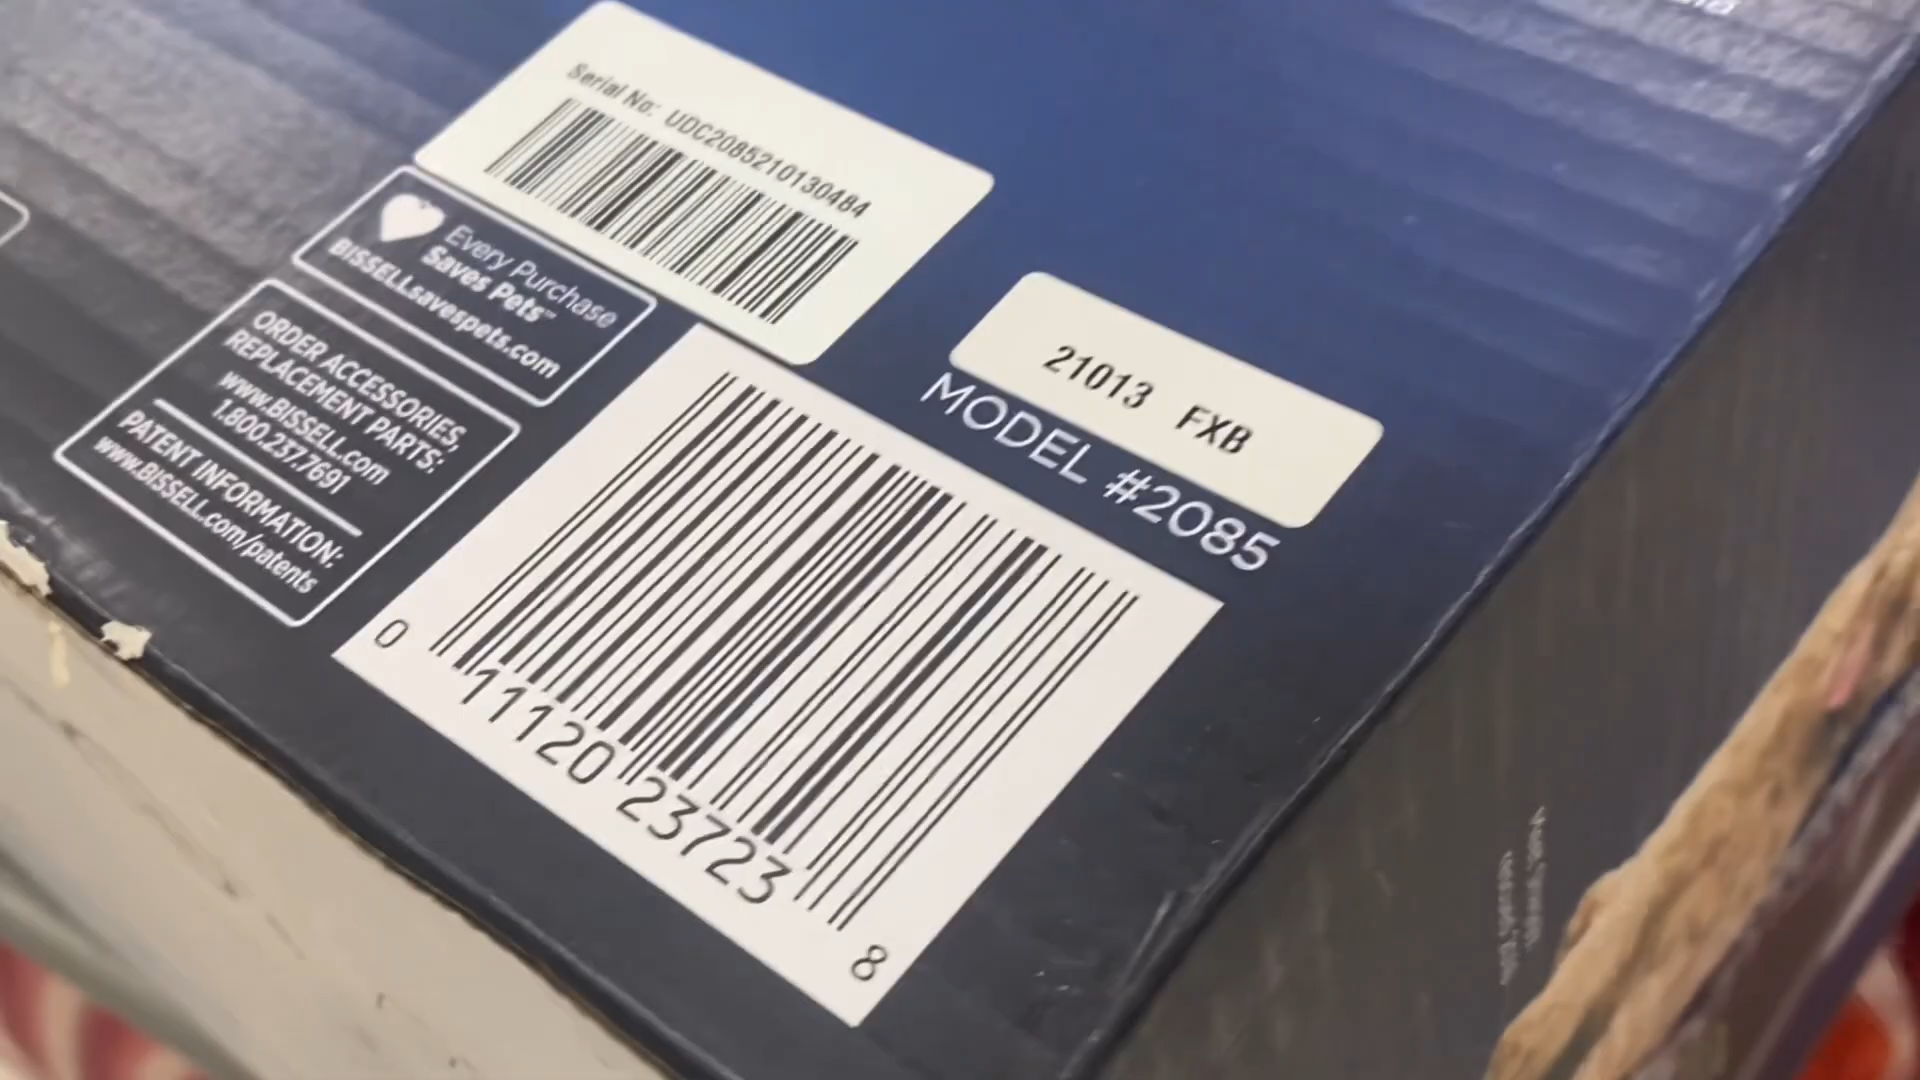 Serial No: UDC2085210130484
Every Purchase
Saves Pets™
BISSELLsavespets.com
ORDER ACCESSORIES,
REPLACEMENT PARTS:
www.BISSELL.com
1.800.237.7691
PATENT INFORMATION:
www.BISSELL.com/patents
21013 FXB
MODEL #2085
0 11120 23723 8